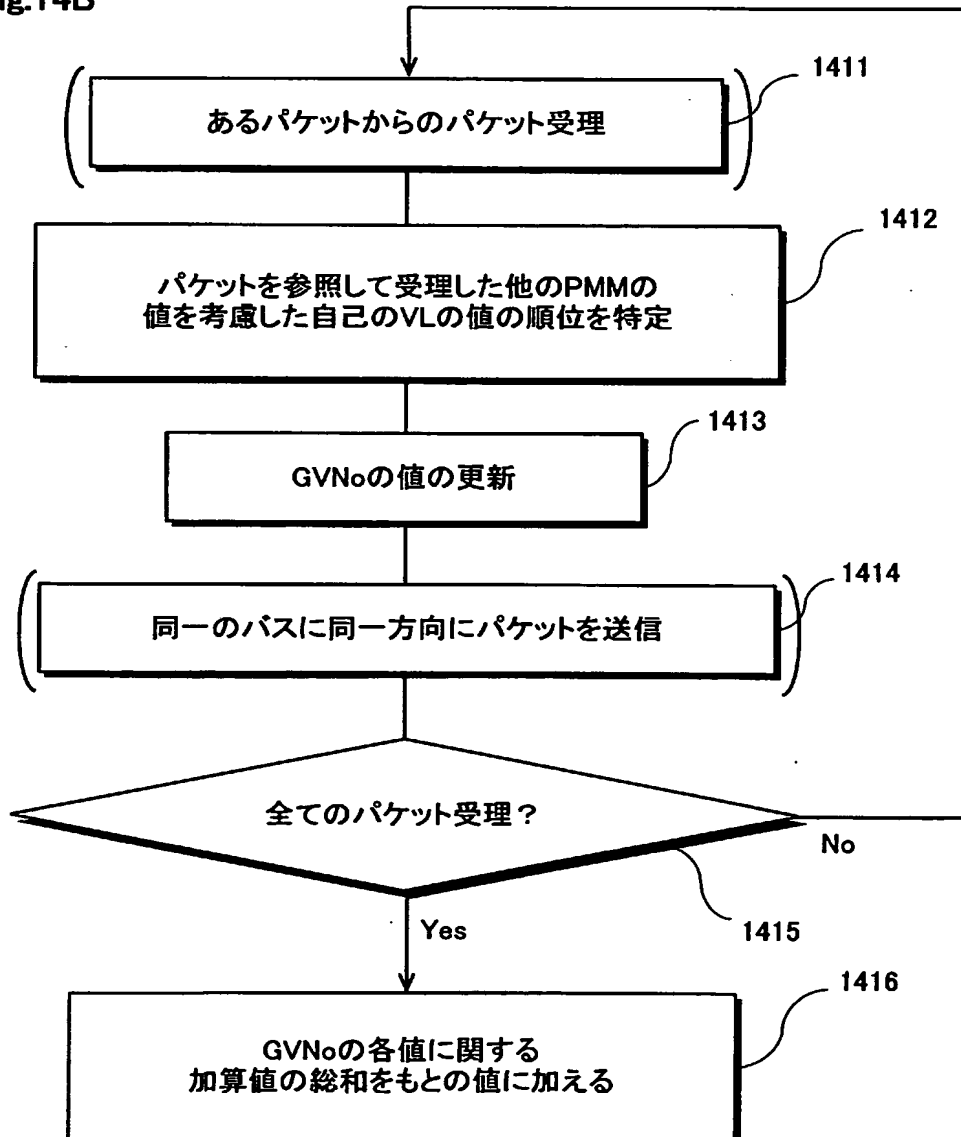 ig.14B
1411
あるパケットからのパケット受理
1412
パケットを参照して受理した他のPMMの
値を考慮した自己のVLの値の順位を特定
1413
GVNoの値の更新
1414
同一のバスに同一方向にパケットを送信
全てのパケット受理？
No
Yes
1415
1416
GVNoの各値に関する
加算値の総和をもとの値に加える